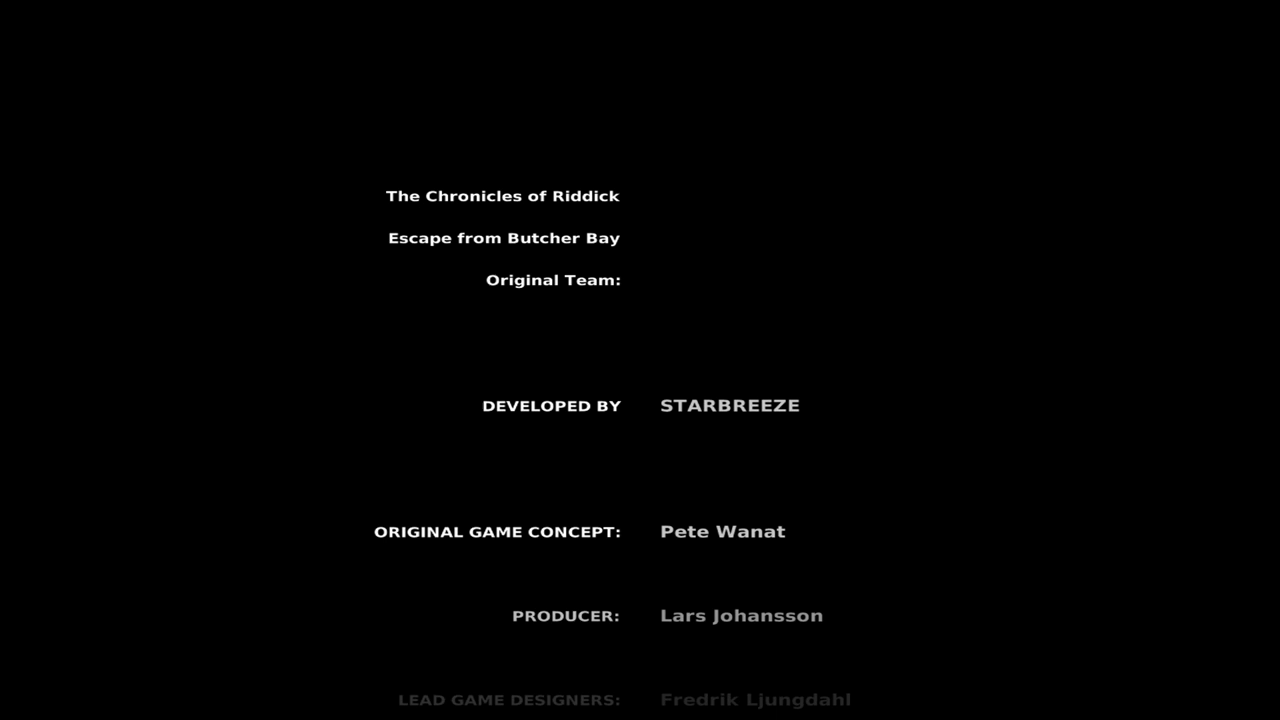 The Chronicles of Riddick
Escape from Butcher Bay
Original Team:
DEVELOPED BY STARBREEZE
ORIGINAL GAME CONCEPT: Pete Wanat
PRODUCER: Lars Johansson
LEAD GAME DESIGNERS: Fredrik Ljungdahl